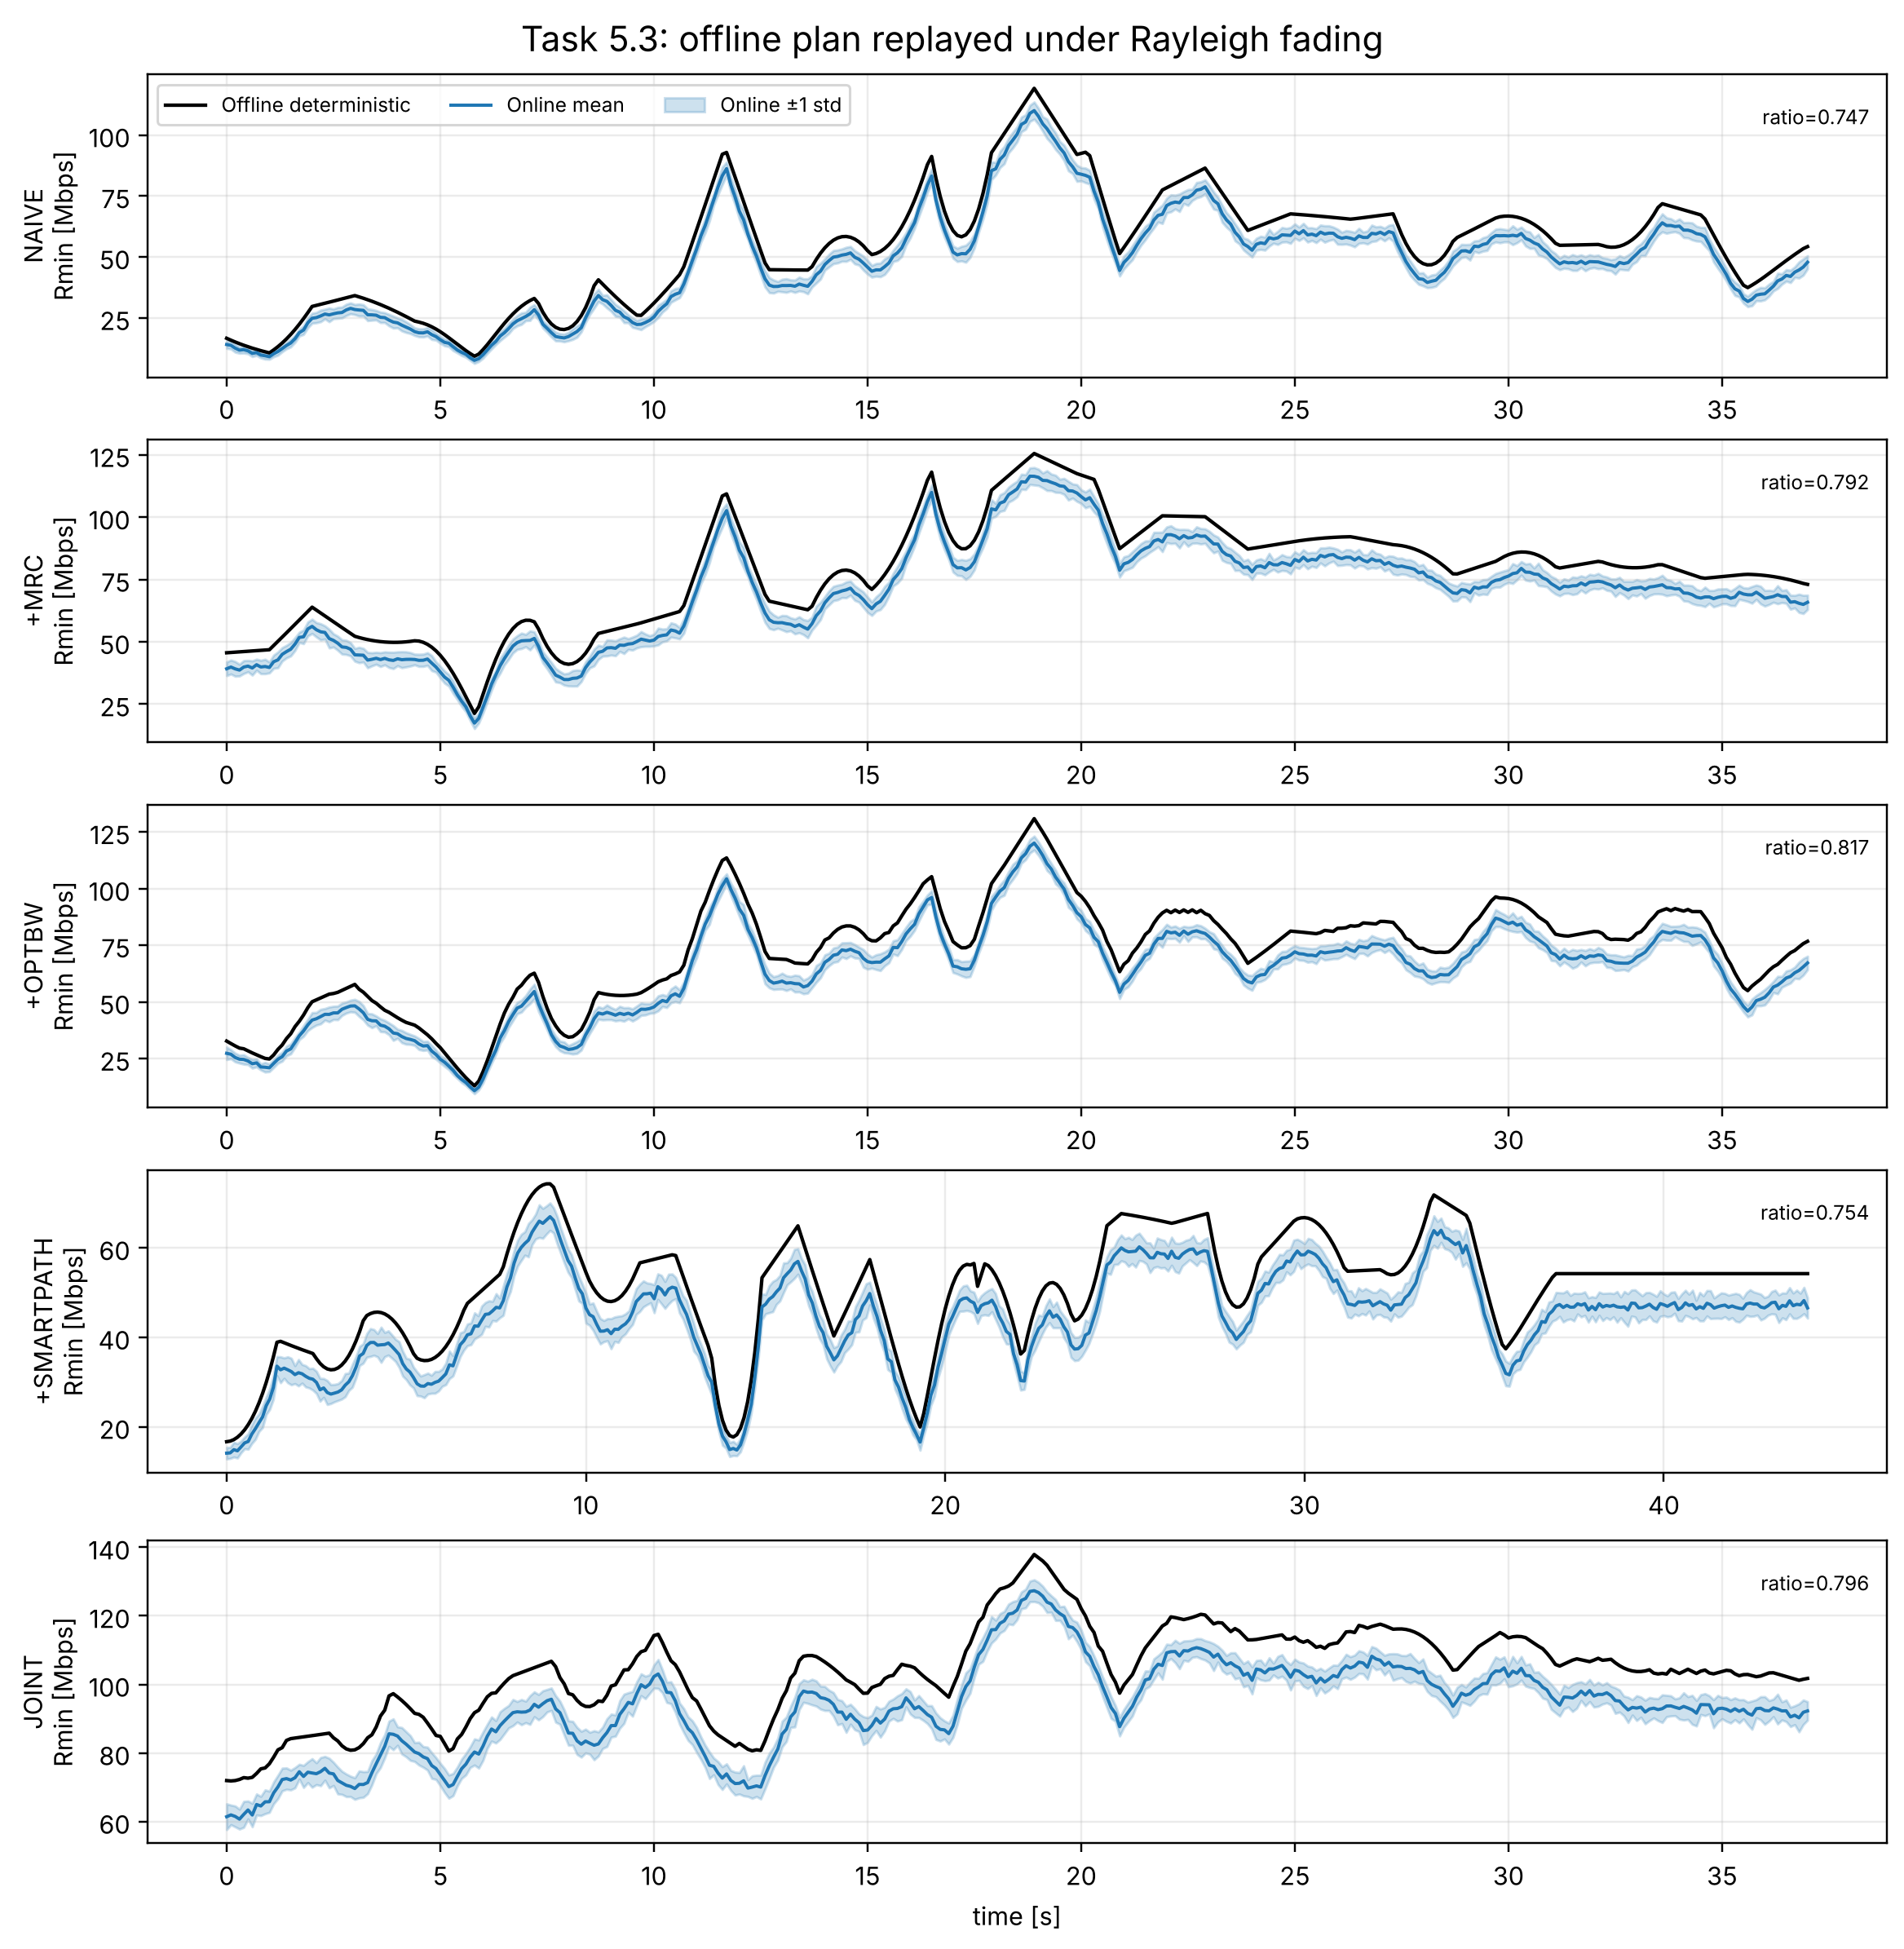 Task 5.3: offline plan replayed under Rayleigh fading
Offline deterministic Online mean Online ±1 std
ratio=0.747
NAIVE
Rmin [Mbps]
100
75
50
25
0 5 10 15 20 25 30 35
ratio=0.792
+MRC
Rmin [Mbps]
125
100
75
50
25
0 5 10 15 20 25 30 35
ratio=0.817
+OPTBW
Rmin [Mbps]
125
100
75
50
25
0 5 10 15 20 25 30 35
ratio=0.754
+SMARTPATH
Rmin [Mbps]
60
40
20
0 10 20 30 40
ratio=0.796
JOINT
Rmin [Mbps]
140
120
100
80
60
0 5 10 15 20 25 30 35
time [s]